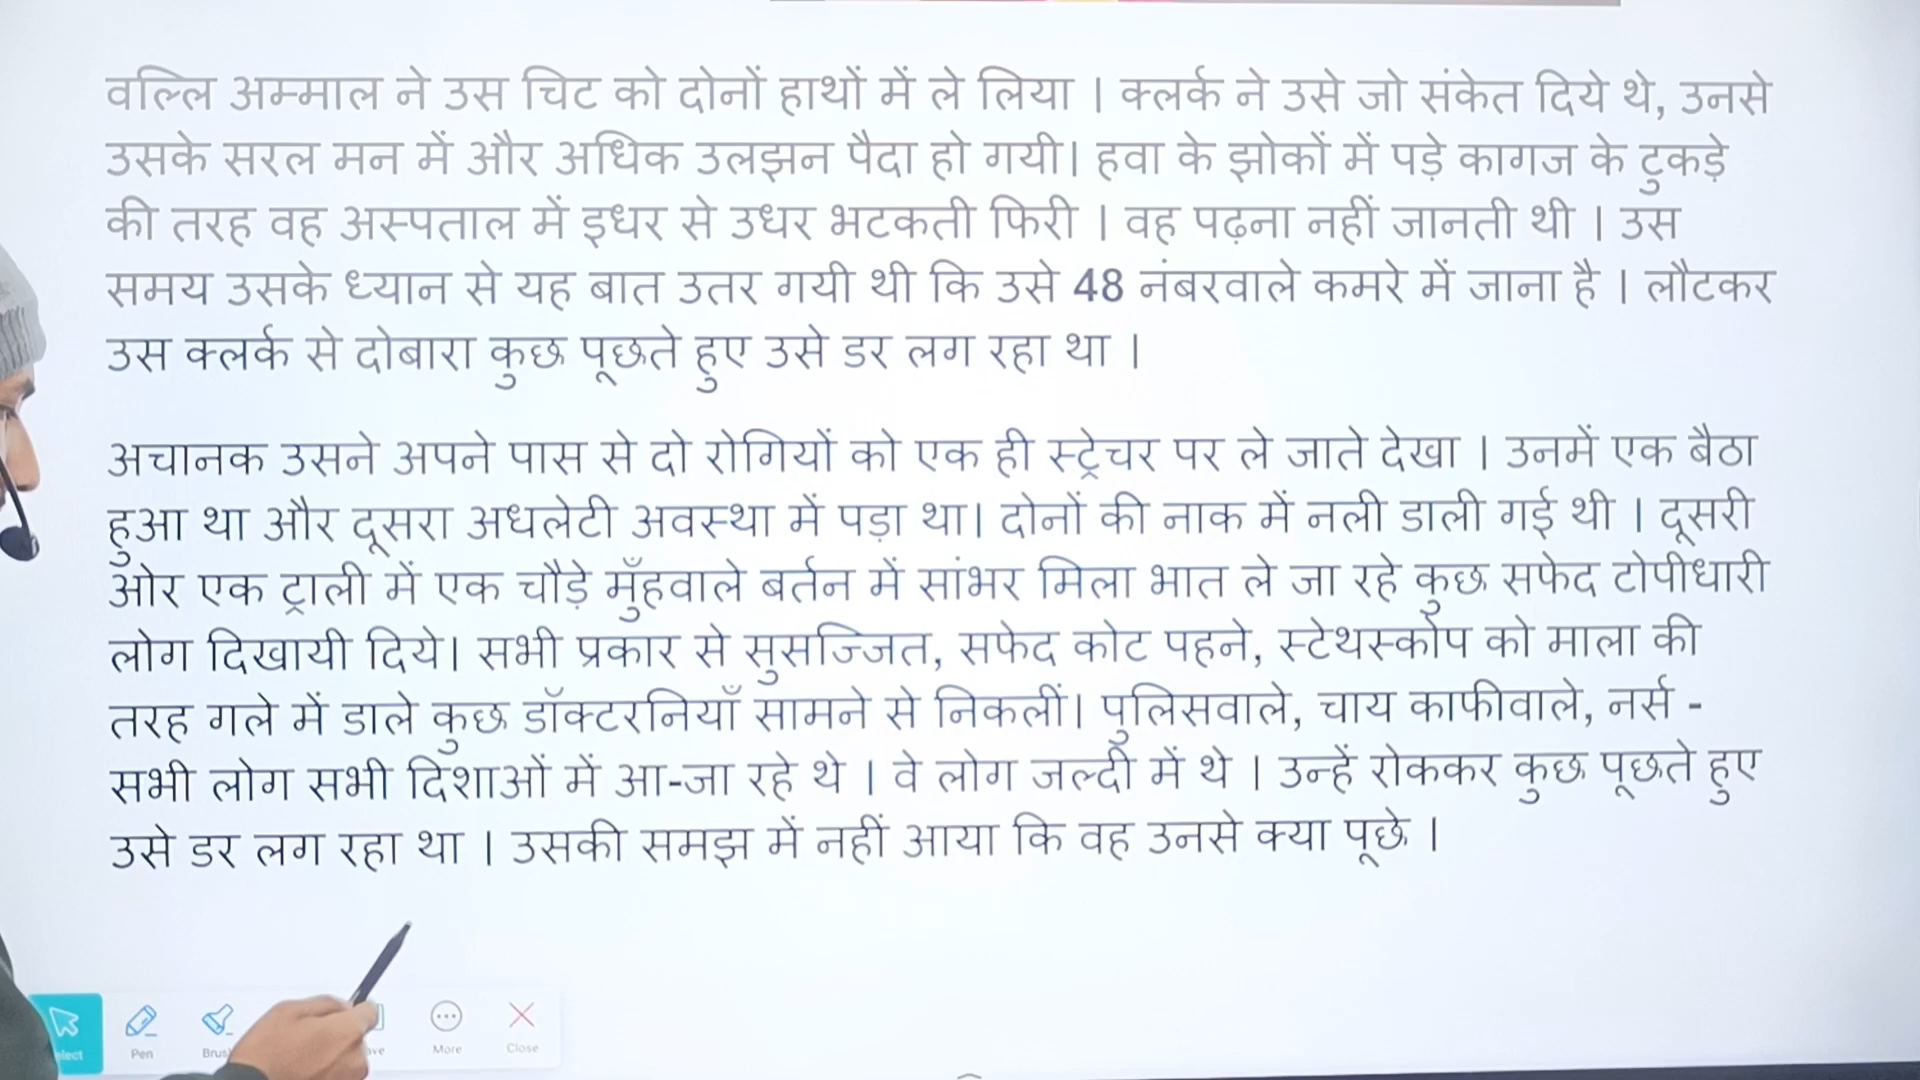 वल्लि अम्माल ने उस चिट को दोनों हाथों में ले लिया । क्लर्क ने उसे जो संकेत दिये थे, उनसे
उसके सरल मन में और अधिक उलझन पैदा हो गयी। हवा के झोकों में पड़े कागज के टुकड़े
की तरह वह अस्पताल में इधर से उधर भटकती फिरी । वह पढ़ना नहीं जानती थी । उस
समय उसके ध्यान से यह बात उतर गयी थी कि उसे 48 नंबरवाले कमरे में जाना है । लौटकर
उस क्लर्क से दोबारा कुछ पूछते हुए उसे डर लग रहा था ।
अचानक उसने अपने पास से दो रोगियों को एक ही स्ट्रेचर पर ले जाते देखा । उनमें एक बैठा
हुआ था और दूसरा अधलेटी अवस्था में पड़ा था। दोनों की नाक में नली डाली गई थी । दूसरी
ओर एक ट्राली में एक चौड़े मुँहवाले बर्तन में सांभर मिला भात ले जा रहे कुछ सफेद टोपीधारी
लोग दिखायी दिये। सभी प्रकार से सुसज्जित, सफेद कोट पहने, स्टेथस्कोप को माला की
तरह गले में डाले कुछ डॉक्टरनियाँ सामने से निकलीं। पुलिसवाले, चाय काफीवाले, नर्स -
सभी लोग सभी दिशाओं में आ-जा रहे थे । वे लोग जल्दी में थे । उन्हें रोककर कुछ पूछते हुए
उसे डर लग रहा था । उसकी समझ में नहीं आया कि वह उनसे क्या पूछे ।
Pen More Close